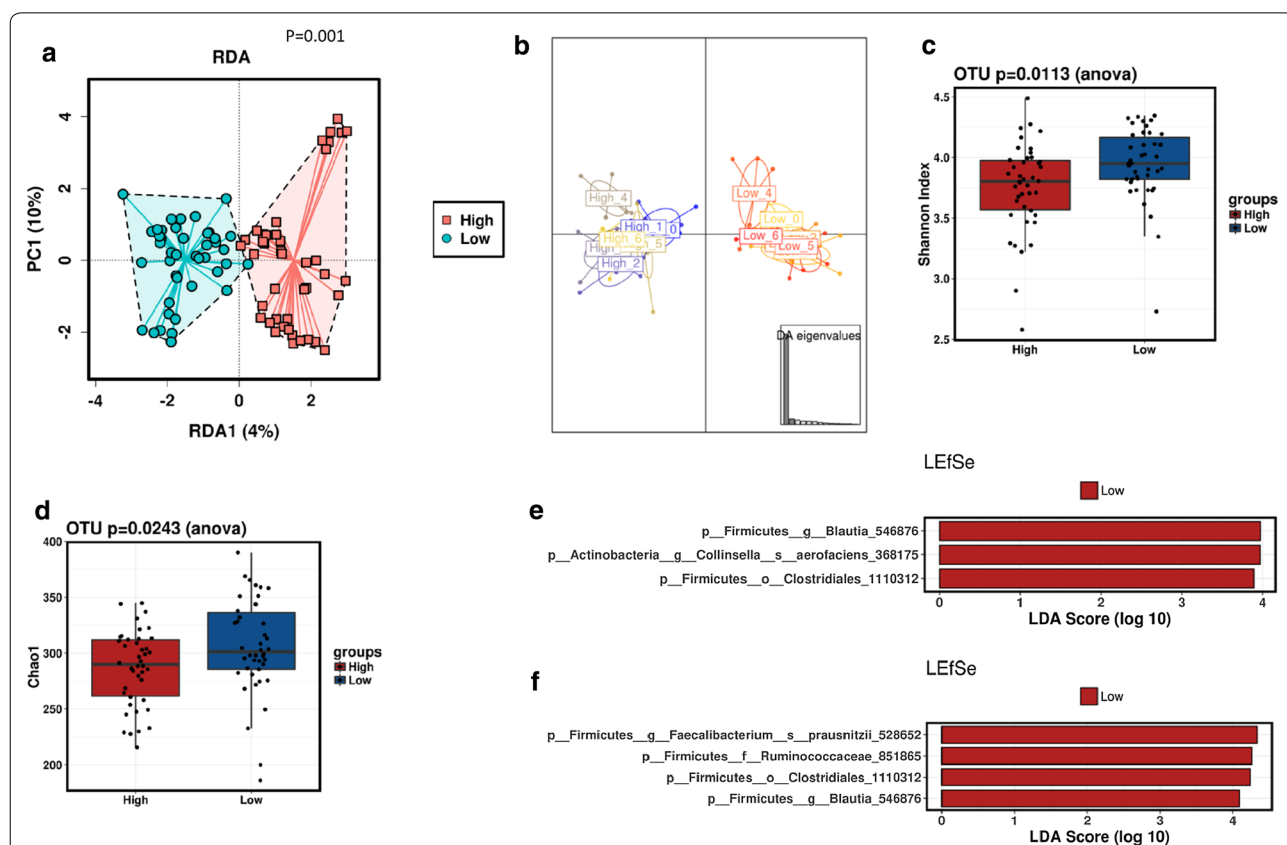 a
P=0.001
RDA
PC1 (10%)
4
2
0
-2
-4
-2
0
2
RDA1 (4%)
High
Low
b
High_4
High_1
0
High_6
5
High_2
Low_4
Low_0
Low_6
Low_5
DA eigenvalues
c
OTU p=0.0113 (anova)
Shannon Index
4.5
4.0
3.5
3.0
2.5
High
Low
groups
High
Low
d
OTU p=0.0243 (anova)
Chao1
400
350
300
250
200
High
Low
groups
High
Low
LEfSe
Low
e
p__Firmicutes__g__Blautia_546876
p__Actinobacteria__g__Collinsella__s__aerofaciens_368175
p__Firmicutes__o__Clostridiales_1110312
0
1
2
3
4
LDA Score (log 10)
f
LEfSe
Low
p__Firmicutes__g__Faecalibacterium__s__prausnitzii_528652
p__Firmicutes__f__Ruminococcaceae_851865
p__Firmicutes__o__Clostridiales_1110312
p__Firmicutes__g__Blautia_546876
0
1
2
3
4
LDA Score (log 10)